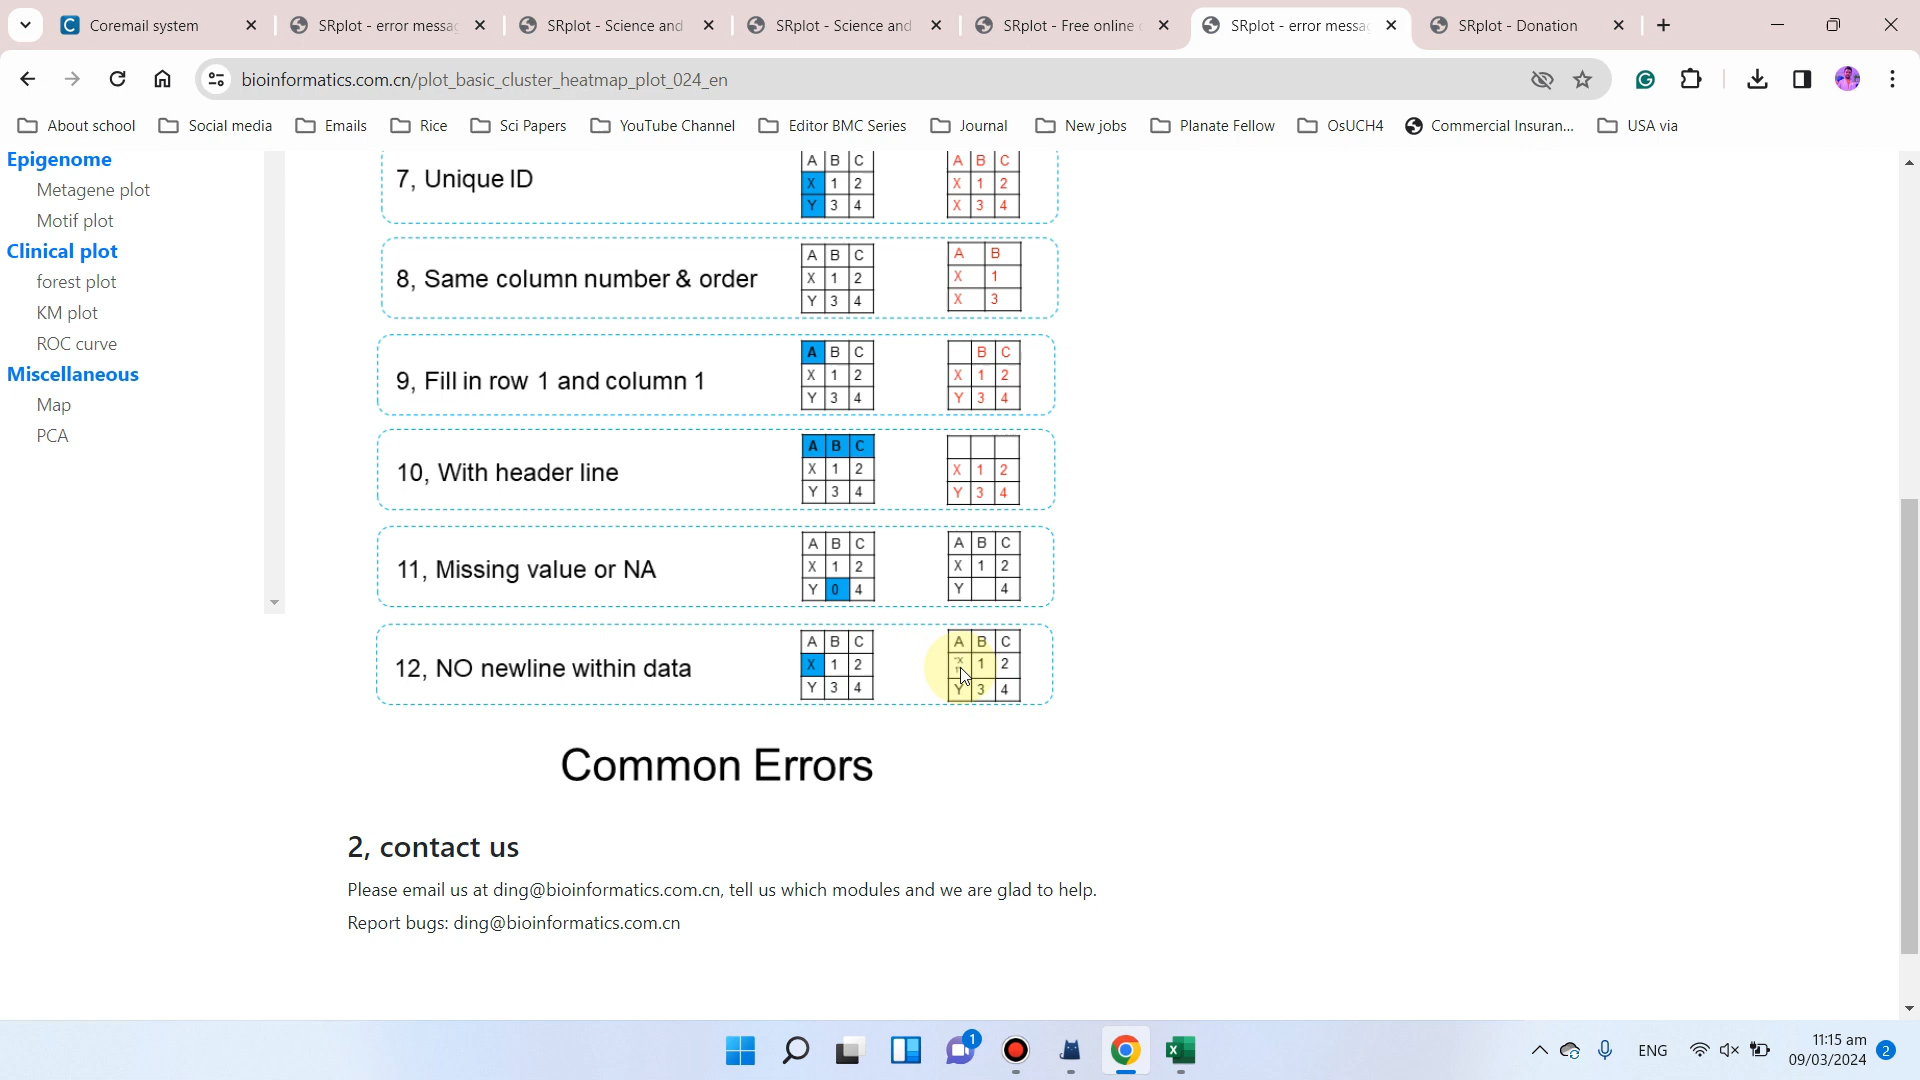 Coremail system
SRplot - error messag
SRplot - Science and
SRplot - Science and
SRplot - Free online
SRplot - error messag
SRplot - Donation
bioinformatics.com.cn/plot_basic_cluster_heatmap_plot_024_en
About school
Social media
Emails
Rice
Sci Papers
YouTube Channel
Editor BMC Series
Journal
New jobs
Planate Fellow
OsUCH4
Commercial Insuran...
USA via
Epigenome
Metagene plot
Motif plot
Clinical plot
forest plot
KM plot
ROC curve
Miscellaneous
Map
PCA
7, Unique ID
A B C
X 1 2
Y 3 4
A B C
X 1 2
X 3 4
8, Same column number & order
A B C
X 1 2
Y 3 4
A B
X 1
X 3
9, Fill in row 1 and column 1
A B C
X 1 2
Y 3 4
B C
X 1 2
Y 3 4
10, With header line
A B C
X 1 2
Y 3 4
X 1 2
Y 3 4
11, Missing value or NA
A B C
X 1 2
Y 0 4
A B C
X 1 2
Y 4
12, NO newline within data
A B C
X 1 2
Y 3 4
A B C
1 2
Y 3 4
Common Errors
2, contact us
Please email us at ding@bioinformatics.com.cn, tell us which modules and we are glad to help.
Report bugs: ding@bioinformatics.com.cn
1
ENG
11:15 am
09/03/2024
2